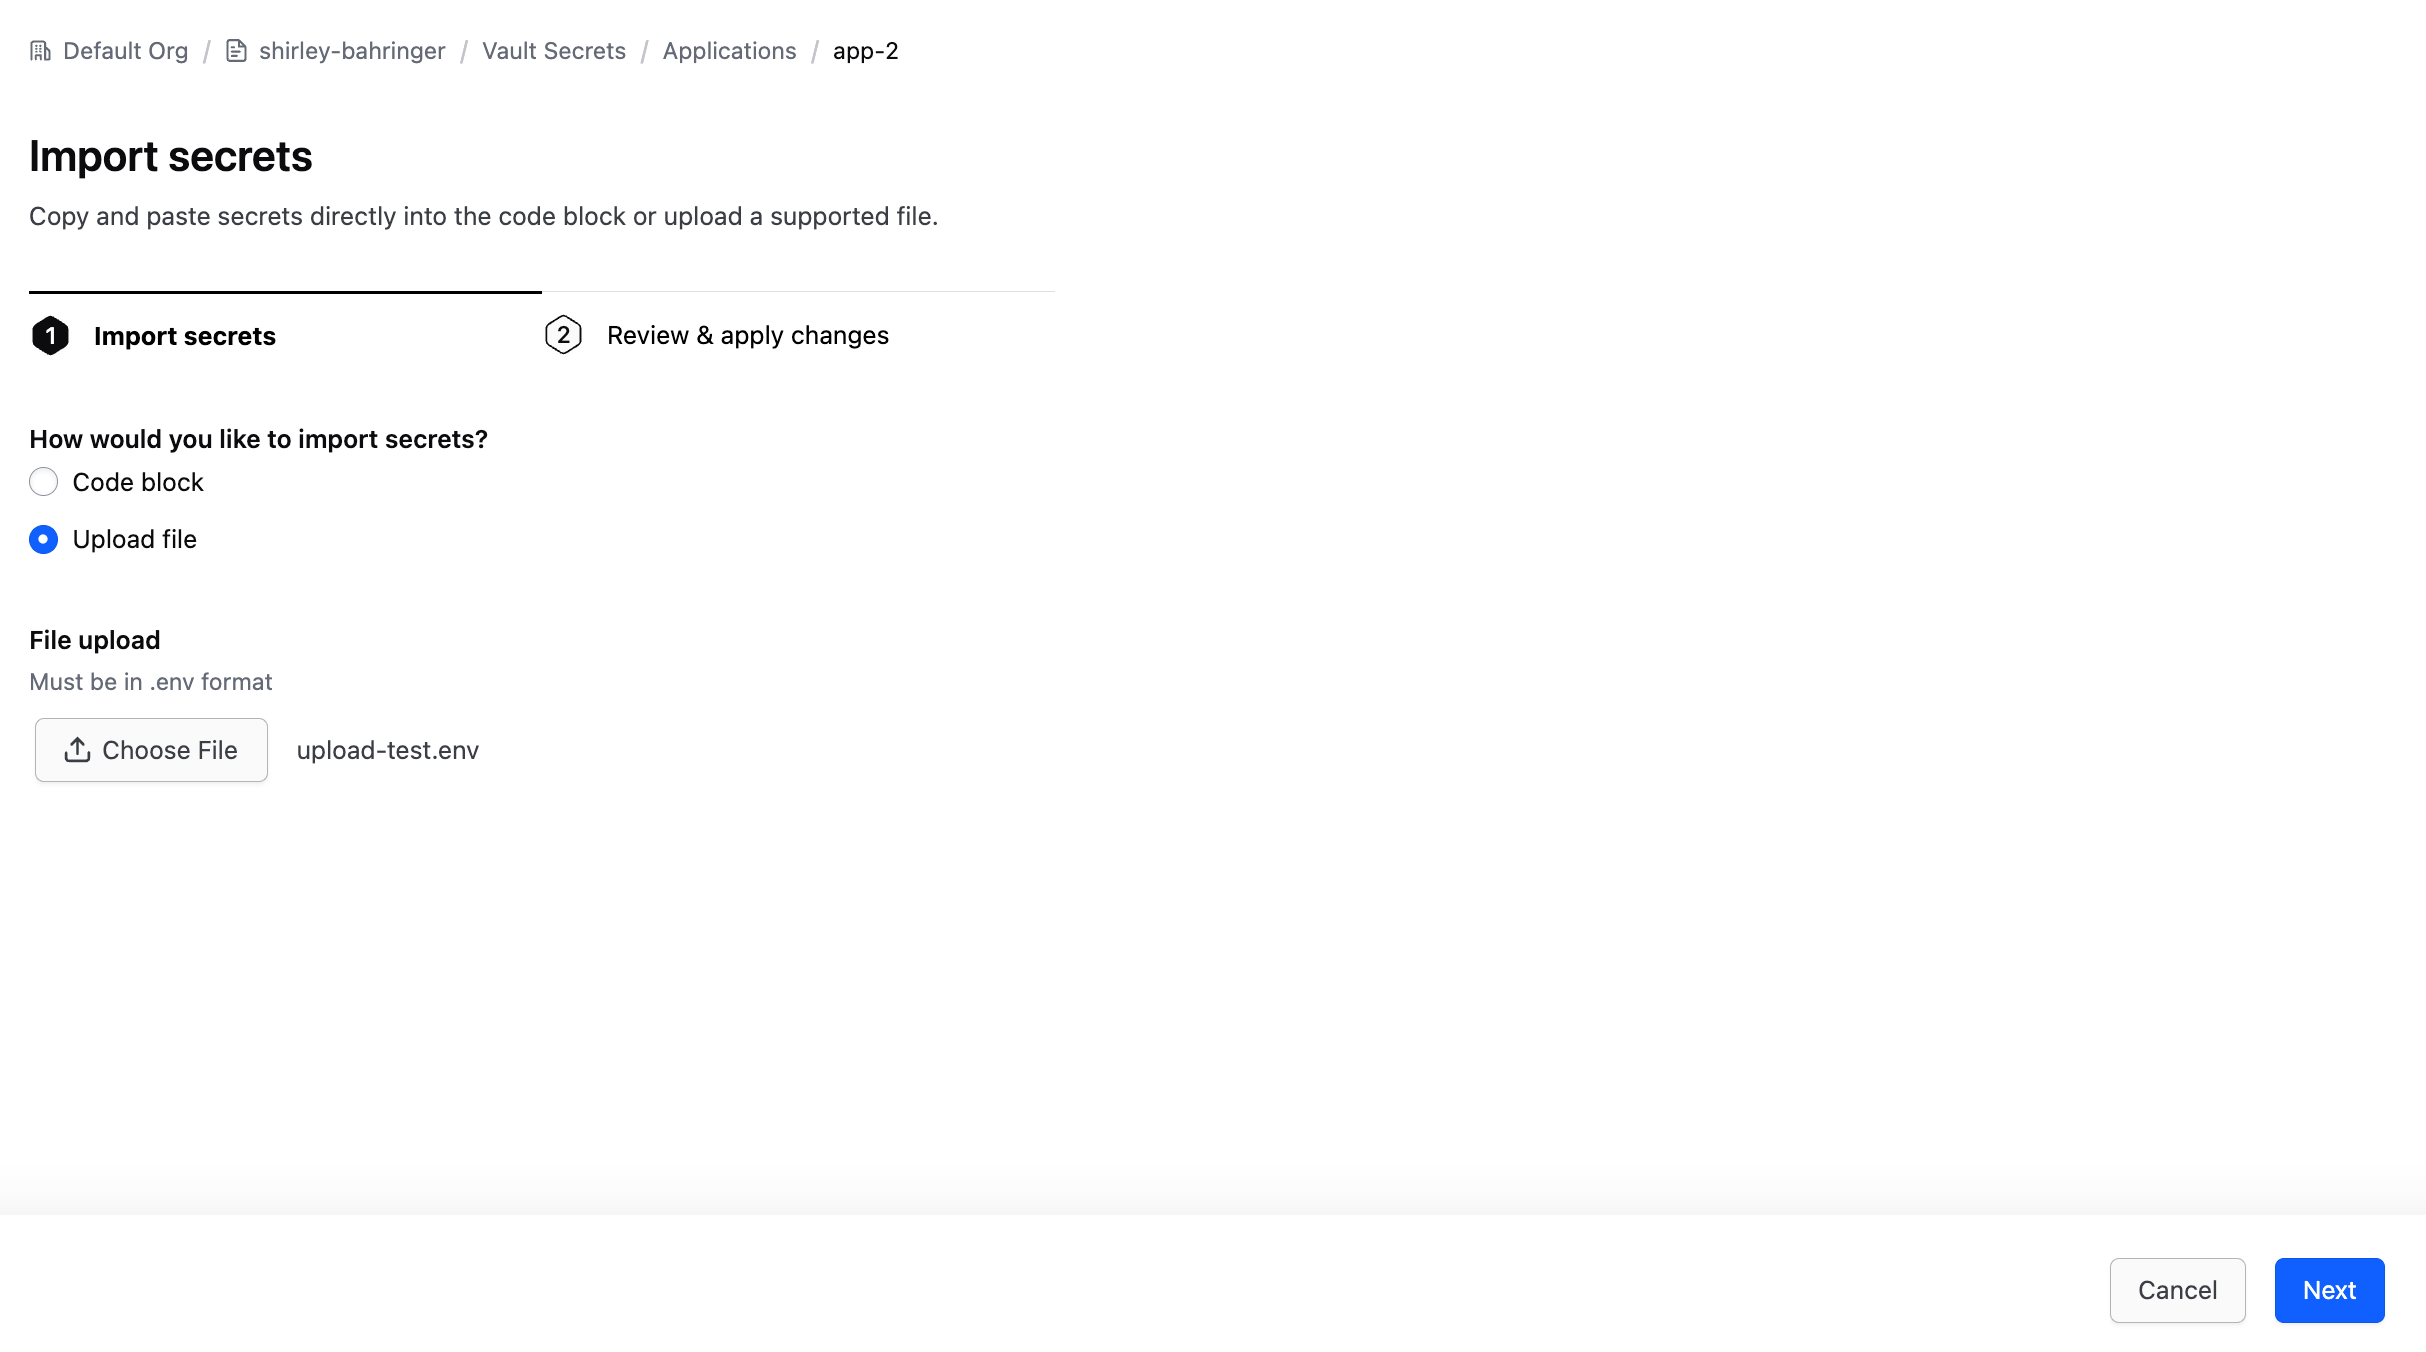 Default Org / shirley-bahringer / Vault Secrets / Applications / app-2
Import secrets
Copy and paste secrets directly into the code block or upload a supported file.
1 Import secrets
2 Review & apply changes
How would you like to import secrets?
Code block
Upload file
File upload
Must be in .env format
Choose File upload-test.env
Cancel Next